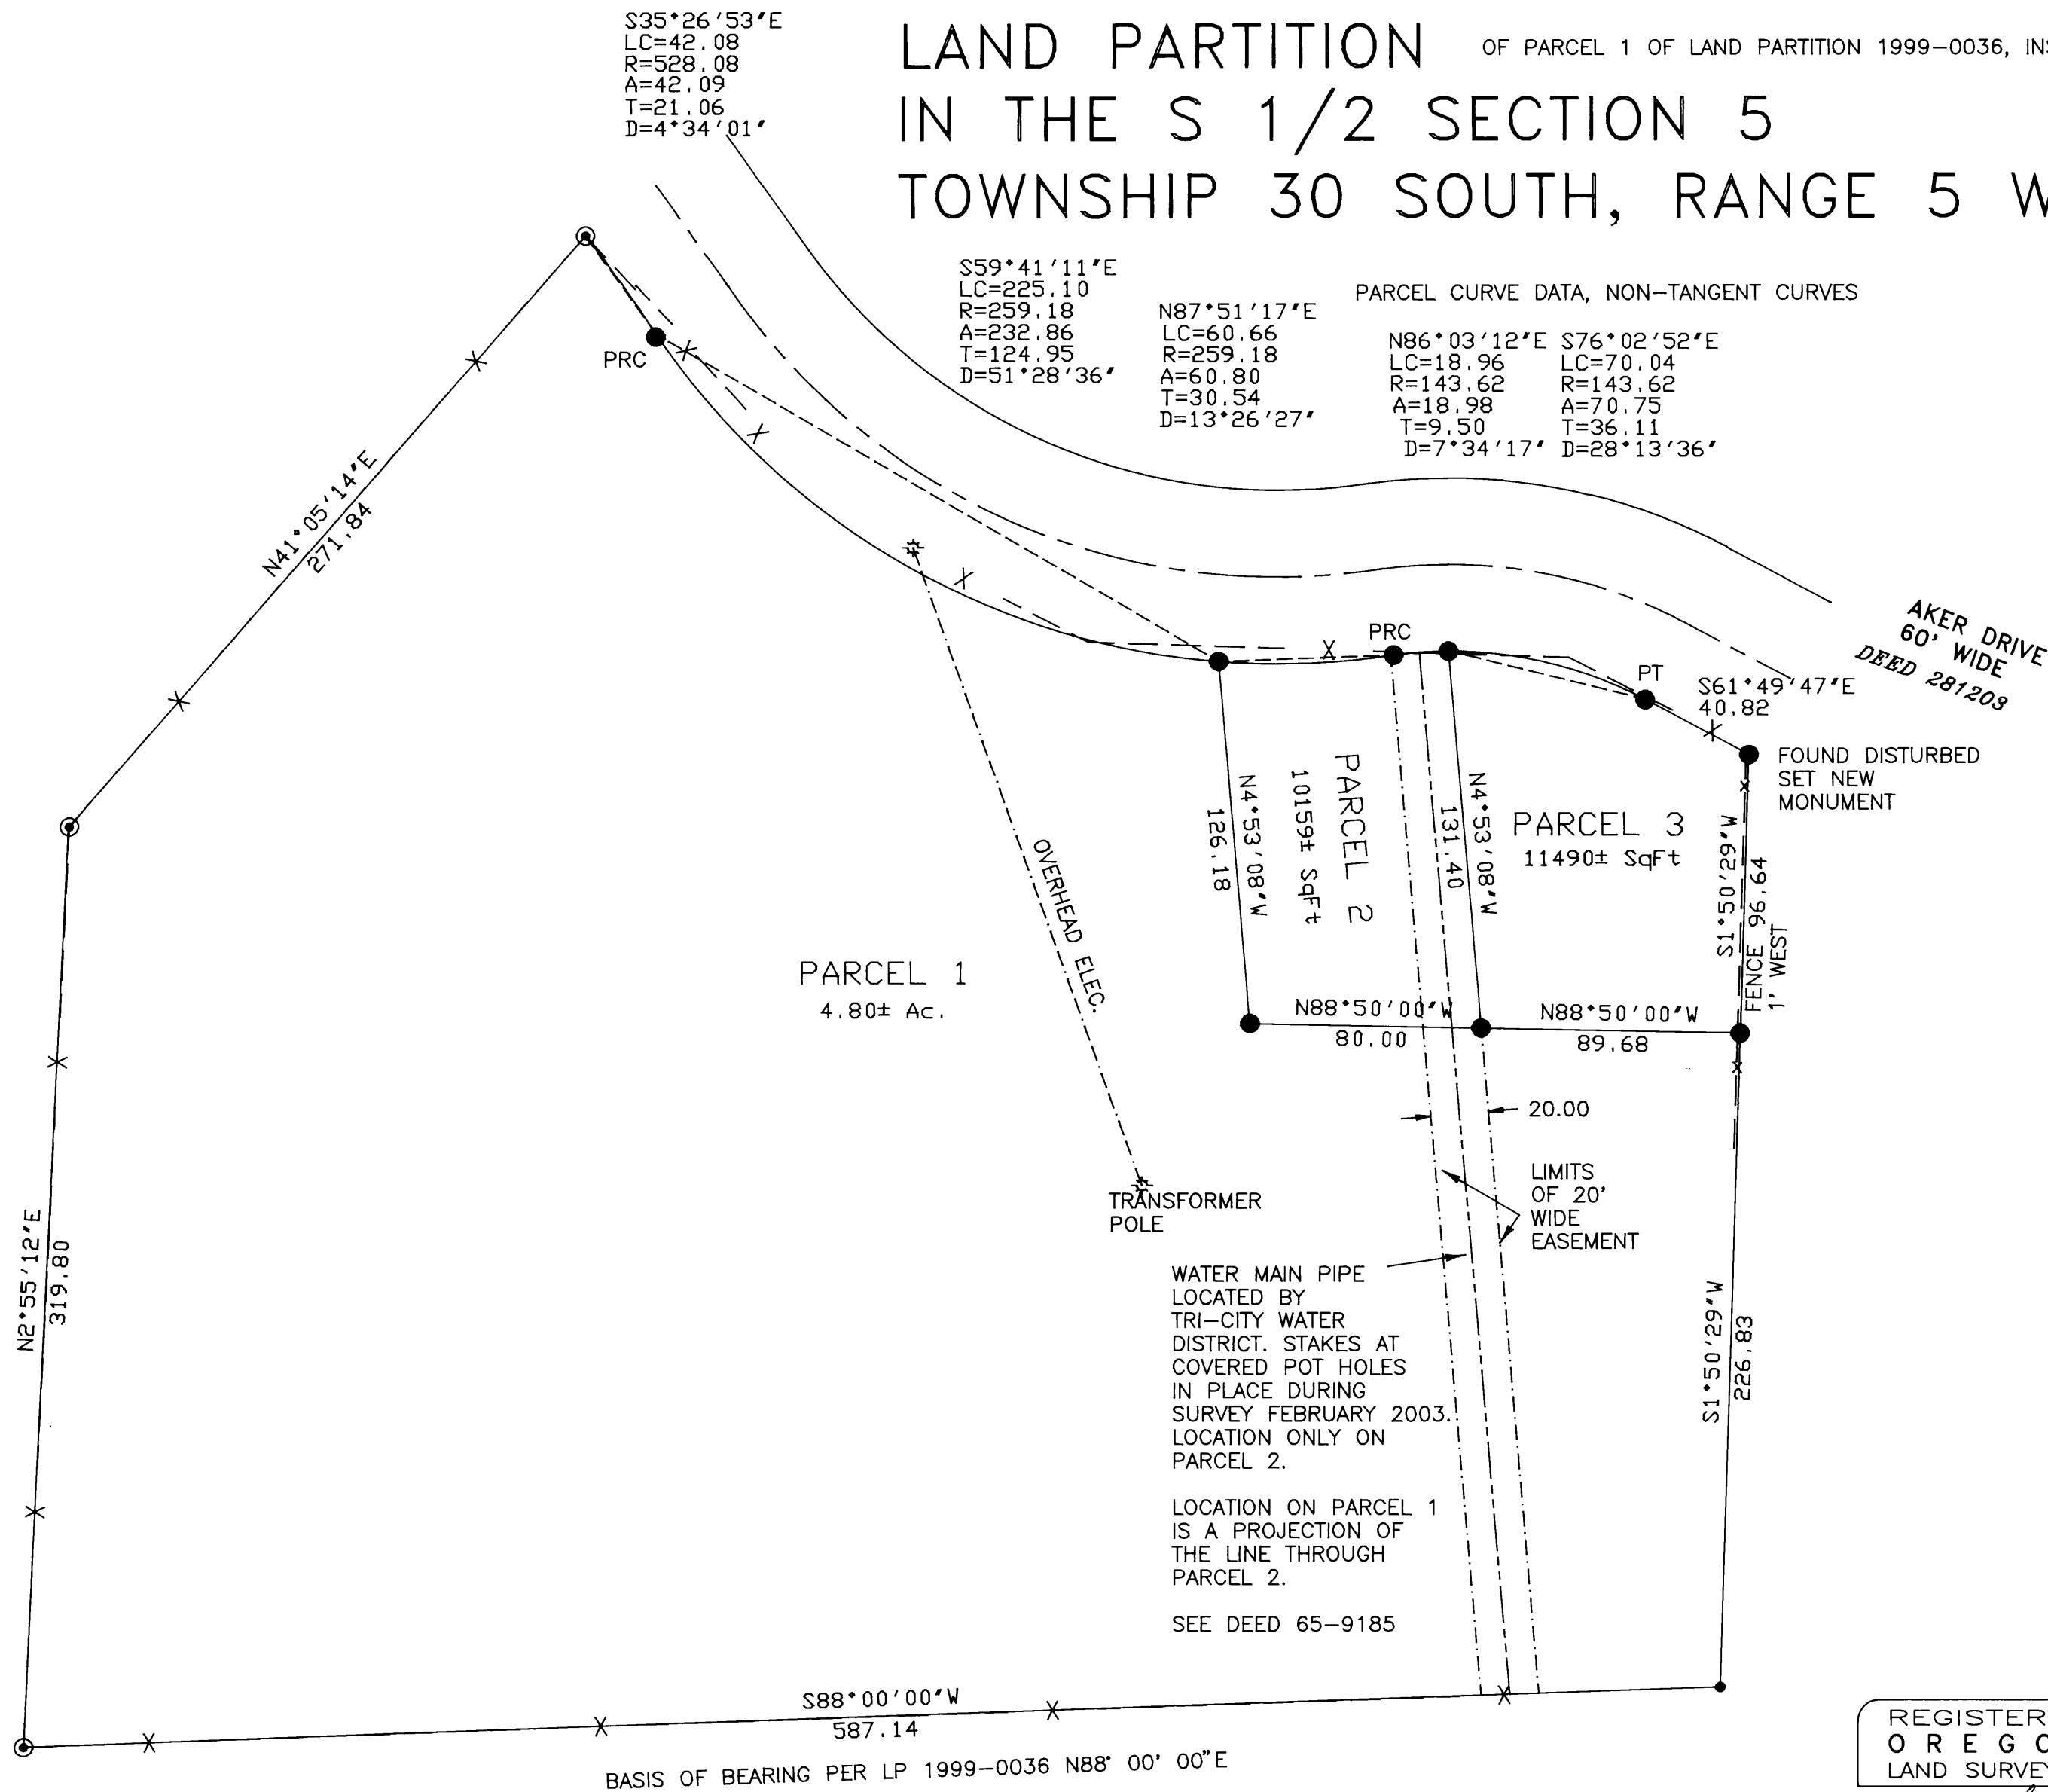 S35°26'53"E
LC=42.08
R=528.08
A=42.09
T=21.06
D=4°34'01"
LAND PARTITION OF PARCEL 1 OF LAND PARTITION 1999-0036,
IN THE S 1/2 SECTION 5
TOWNSHIP 30 SOUTH, RANGE 5 W
S59°41'11"E
LC=225.10
R=259.18
A=232.86
T=124.95
D=51°28'36"
N87°51'17"E
LC=60.66
R=259.18
A=60.80
T=30.54
D=13°26'27"
PARCEL CURVE DATA, NON-TANGENT CURVES
N86°03'12"E
LC=18.96
R=143.62
A=18.98
T=9.50
D=7°34'17"
S76°02'52"E
LC=70.04
R=143.62
A=70.75
T=36.11
D=28°13'36"
PRC
N41°05'14"E
271.84
AKER DRIVE
60' WIDE
DEED 281203
PRC
PT
S61°49'47"E
40.82
FOUND DISTURBED
SET NEW
MONUMENT
N4°53'08"W
126.18
PARCEL 2
10159± SqFt
N4°53'08"W
131.40
PARCEL 3
11490± SqFt
S1°50'29"W
FENCE 96.64
1' WEST
OVERHEAD ELEC.
PARCEL 1
4.80± Ac.
N88°50'00"W
80.00
N88°50'00"W
89.68
20.00
LIMITS
OF 20'
WIDE
EASEMENT
TRANSFORMER
POLE
N2°55'12"E
319.80
WATER MAIN PIPE
LOCATED BY
TRI-CITY WATER
DISTRICT. STAKES AT
COVERED POT HOLES
IN PLACE DURING
SURVEY FEBRUARY 2003.
LOCATION ONLY ON
PARCEL 2.
LOCATION ON PARCEL 1
IS A PROJECTION OF
THE LINE THROUGH
PARCEL 2.
SEE DEED 65-9185
S1°50'29"W
226.83
S88°00'00"W
587.14
BASIS OF BEARING PER LP 1999-0036 N88° 00' 00"E
REGISTER
OREGO
LAND SURVEY